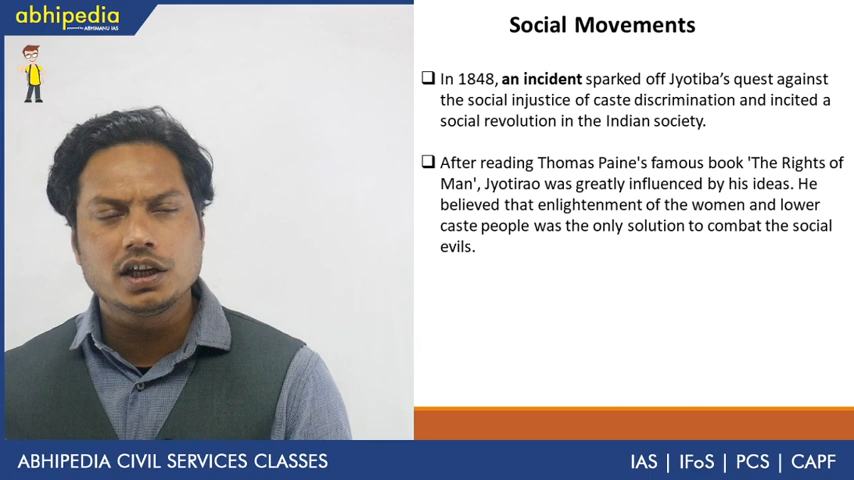 abhipedia
powered by ABHIMANU IAS
Social Movements
In 1848, an incident sparked off Jyotiba's quest against
the social injustice of caste discrimination and incited a
social revolution in the Indian society.
After reading Thomas Paine's famous book 'The Rights of
Man', Jyotirao was greatly influenced by his ideas. He
believed that enlightenment of the women and lower
caste people was the only solution to combat the social
evils.
ABHIPEDIA CIVIL SERVICES CLASSES
IAS | IFoS | PCS | CAPF